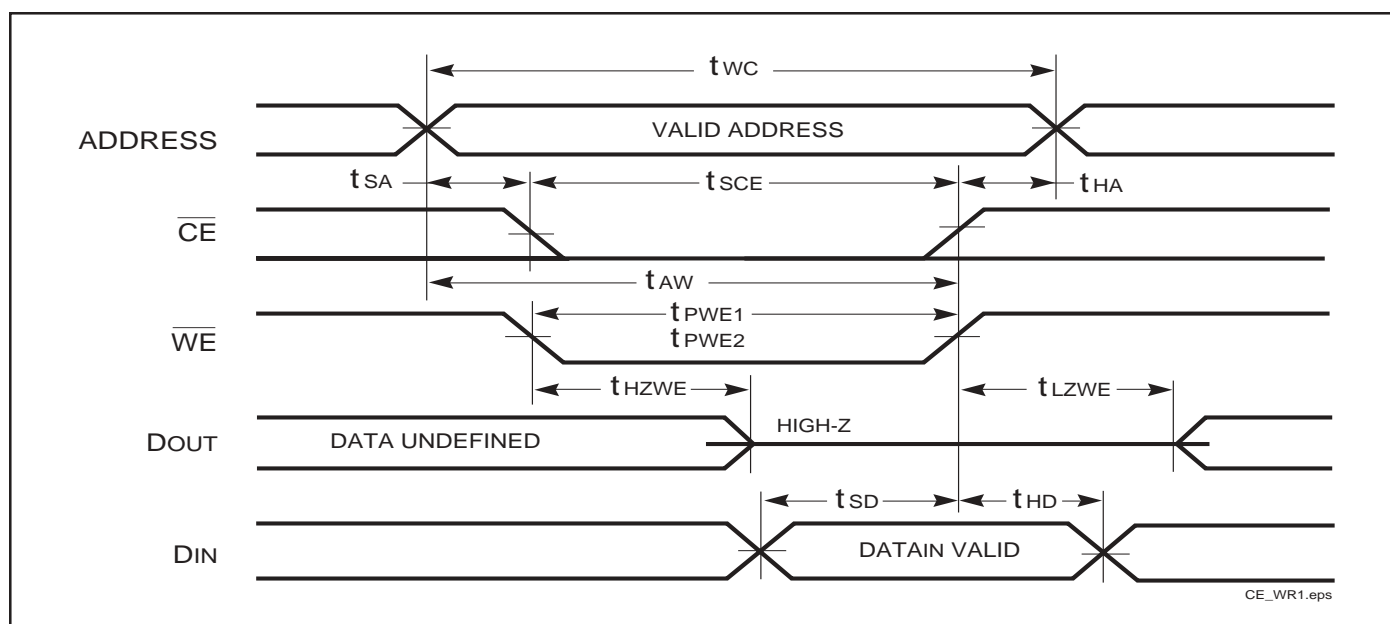 tWC
ADDRESS
VALID ADDRESS
tSA
tSCE
tHA
CE
tAW
WE
tPWE1
tPWE2
tHZWE
tLZWE
DOUT
DATA UNDEFINED
HIGH-Z
tSD
tHD
DIN
DATAIN VALID
CE_WR1.eps